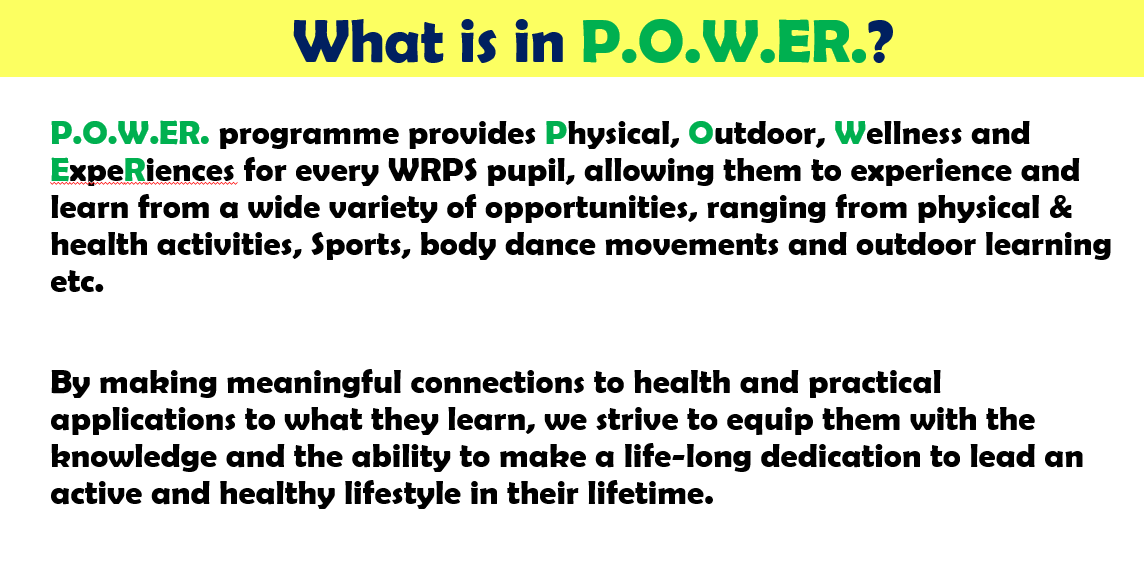 What is in P.O.W.ER.?
P.O.W.ER. programme provides Physical, Outdoor, Wellness and
ExpeRiences for every WRPS pupil, allowing them to experience and
learn from a wide variety of opportunities, ranging from physical &
health activities, Sports, body dance movements and outdoor learning
etc.
By making meaningful connections to health and practical
applications to what they learn, we strive to equip them with the
knowledge and the ability to make a life-long dedication to lead an
active and healthy lifestyle in their lifetime.